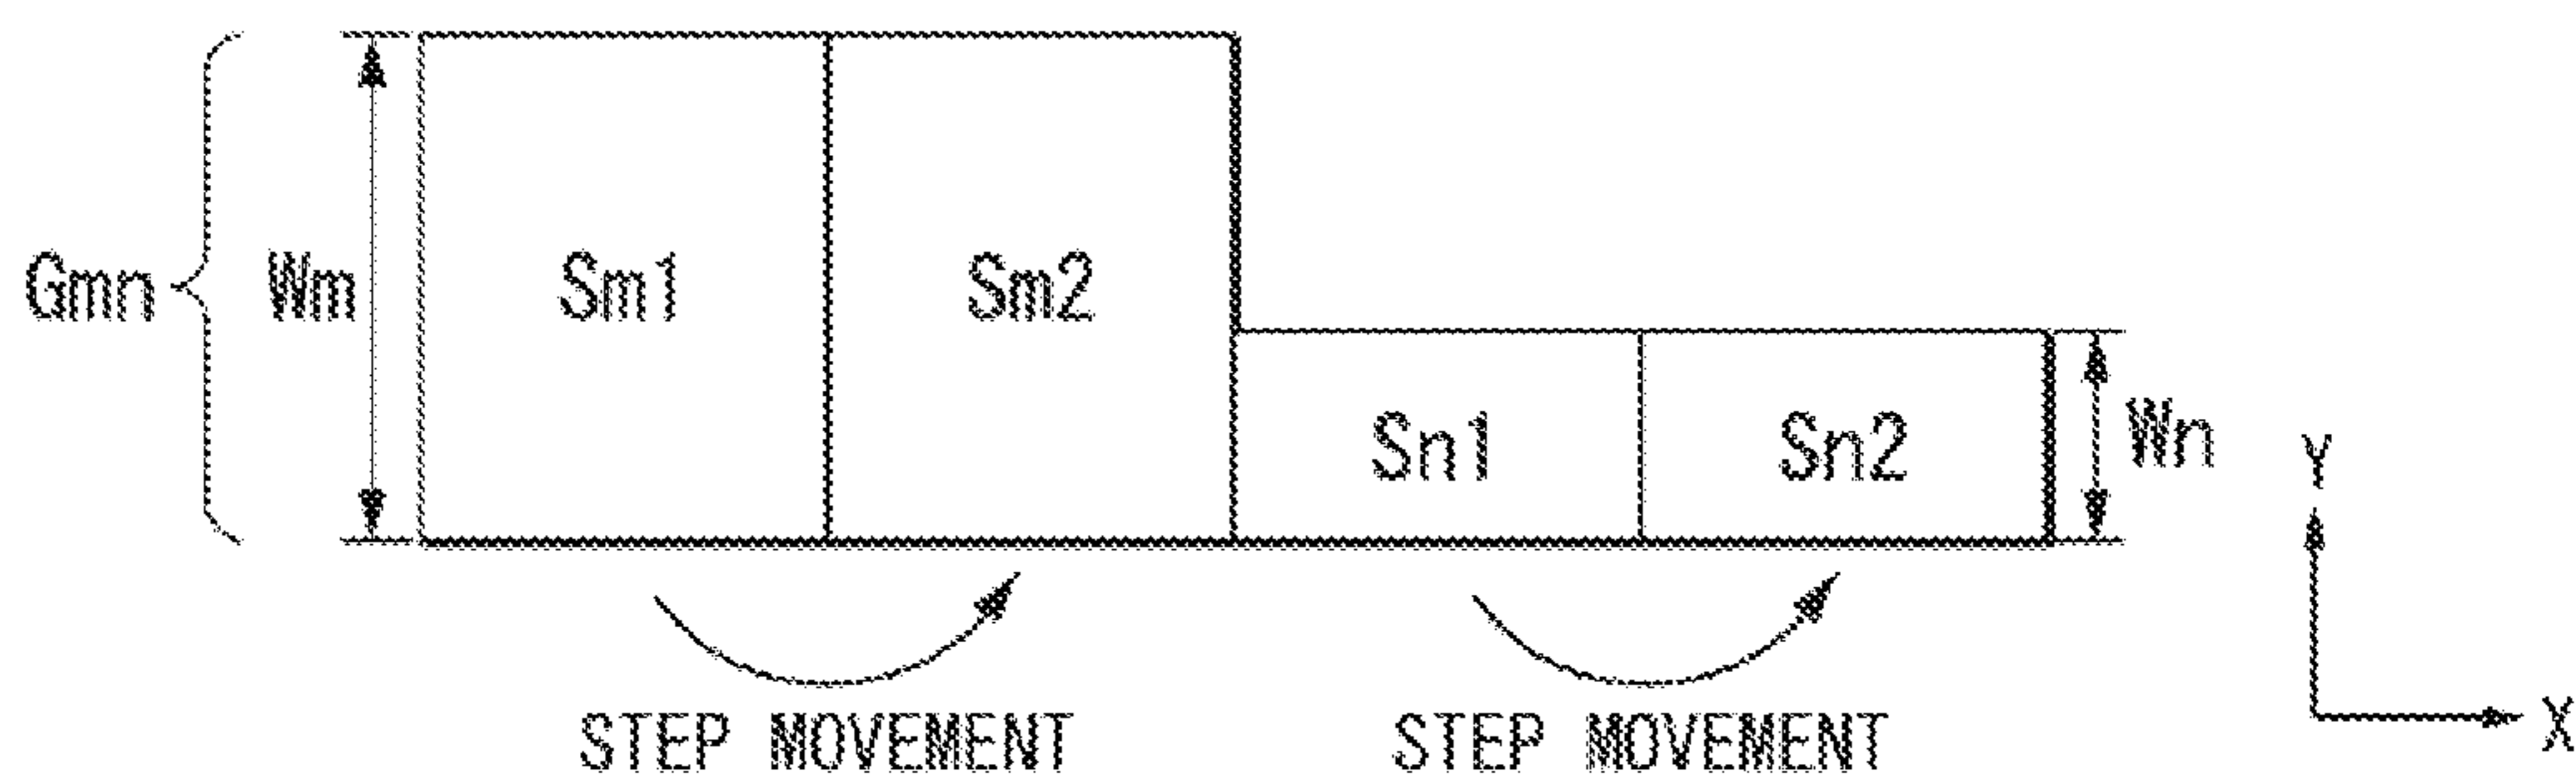 Gmn
Wm
Sm1
Sm2
Sn1
Sn2
Wn
Y
X
STEP MOVEMENT
STEP MOVEMENT